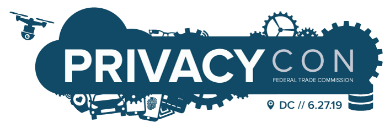 PRIVACYCON
FEDERAL TRADE COMMISSION
DC // 6.27.19